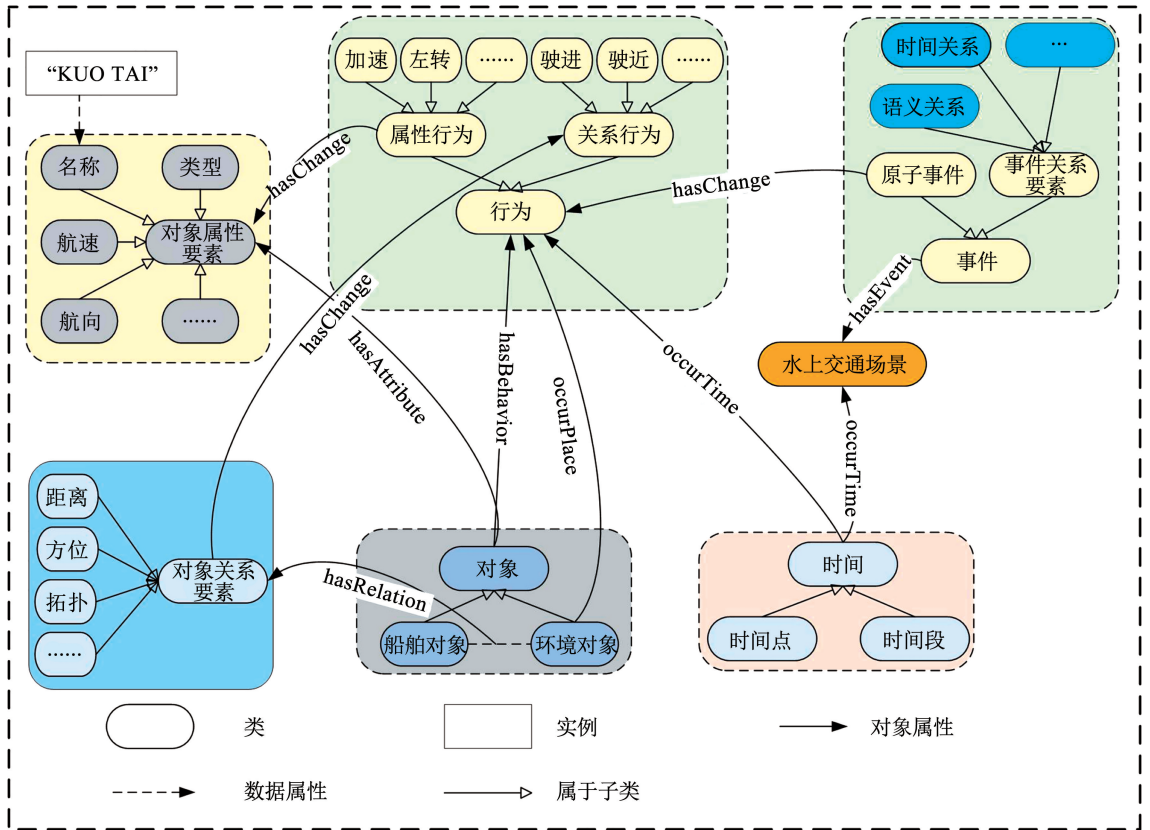 “KUO TAI”
名称
类型
航速
对象属性
要素
航向
……
加速
左转
……
驶进
驶近
……
属性行为
关系行为
行为
时间关系
…
语义关系
原子事件
事件关系
要素
事件
hasChange
hasChange
hasChange
hasAttribute
hasBehavior
occurPlace
occurTime
hasEvent
水上交通场景
occurTime
距离
方位
拓扑
……
对象关系
要素
hasRelation
对象
船舶对象
环境对象
时间
时间点
时间段
类
实例
对象属性
数据属性
属于子类